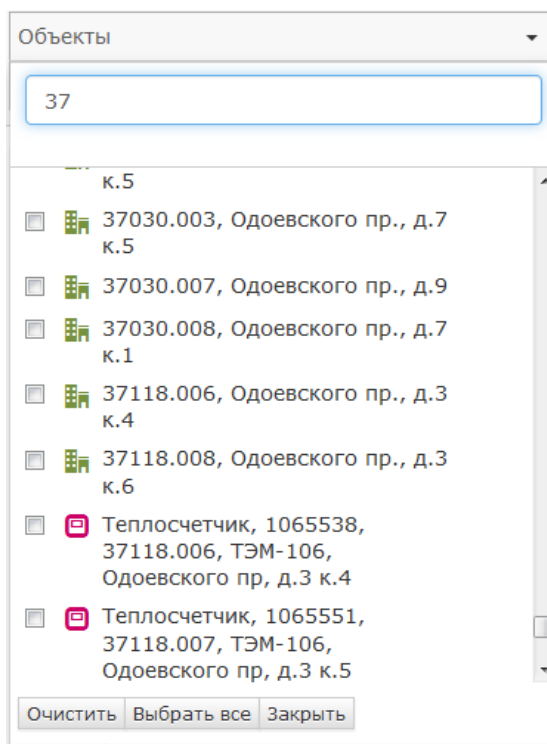 Объекты
37
к.5
37030.003, Одоевского пр., д.7
к.5
37030.007, Одоевского пр., д.9
37030.008, Одоевского пр., д.7
к.1
37118.006, Одоевского пр., д.3
к.4
37118.008, Одоевского пр., д.3
к.6
Теплосчетчик, 1065538,
37118.006, ТЭМ-106,
Одоевского пр, д.3 к.4
Теплосчетчик, 1065551,
37118.007, ТЭМ-106,
Одоевского пр, д.3 к.5
Очистить Выбрать все Закрыть